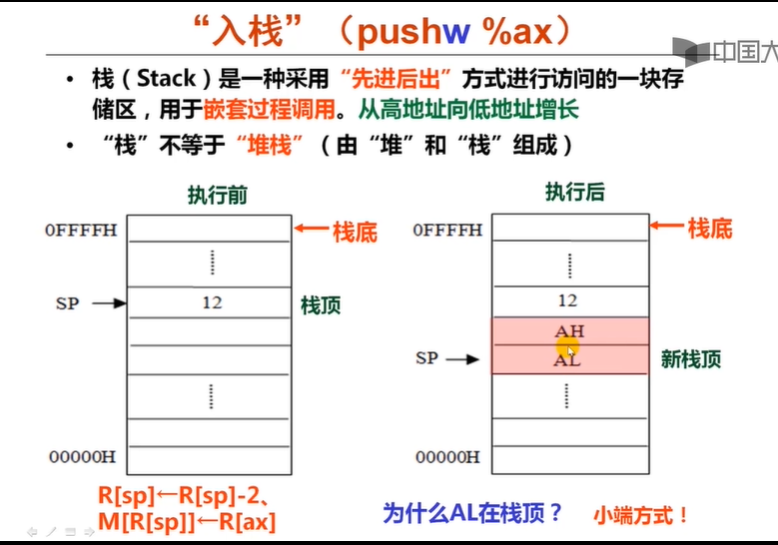 “入栈”（pushw %ax）
中国大
• 栈（Stack）是一种采用“先进后出”方式进行访问的一块存
储区，用于嵌套过程调用。从高地址向低地址增长
• “栈”不等于“堆栈”（由“堆”和“栈”组成）
执行前
执行后
0FFFFH
栈底
0FFFFH
栈底
SP
12
栈顶
12
AH
SP
AL
新栈顶
00000H
00000H
R[sp]←R[sp]-2、
M[R[sp]]←R[ax]
为什么AL在栈顶？
小端方式！